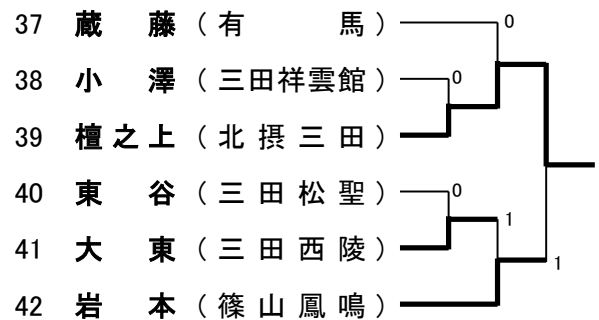 37 蔵藤 (有馬) 0
38 小澤 (三田祥雲館) 0
39 檀之上 (北摂三田)
40 東谷 (三田松聖) 0
41 大東 (三田西陵) 1
42 岩本 (篠山鳳鳴) 1